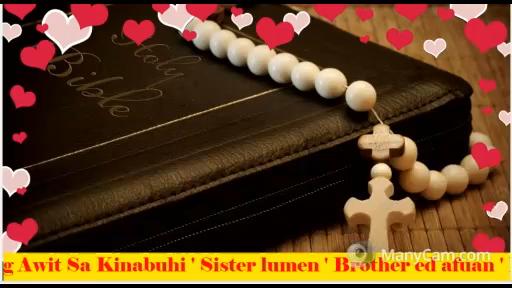 Holy
Bible
ManyCam.com
g Awit Sa Kinabuhi ' Sister lumen ' Brother ed afuan '